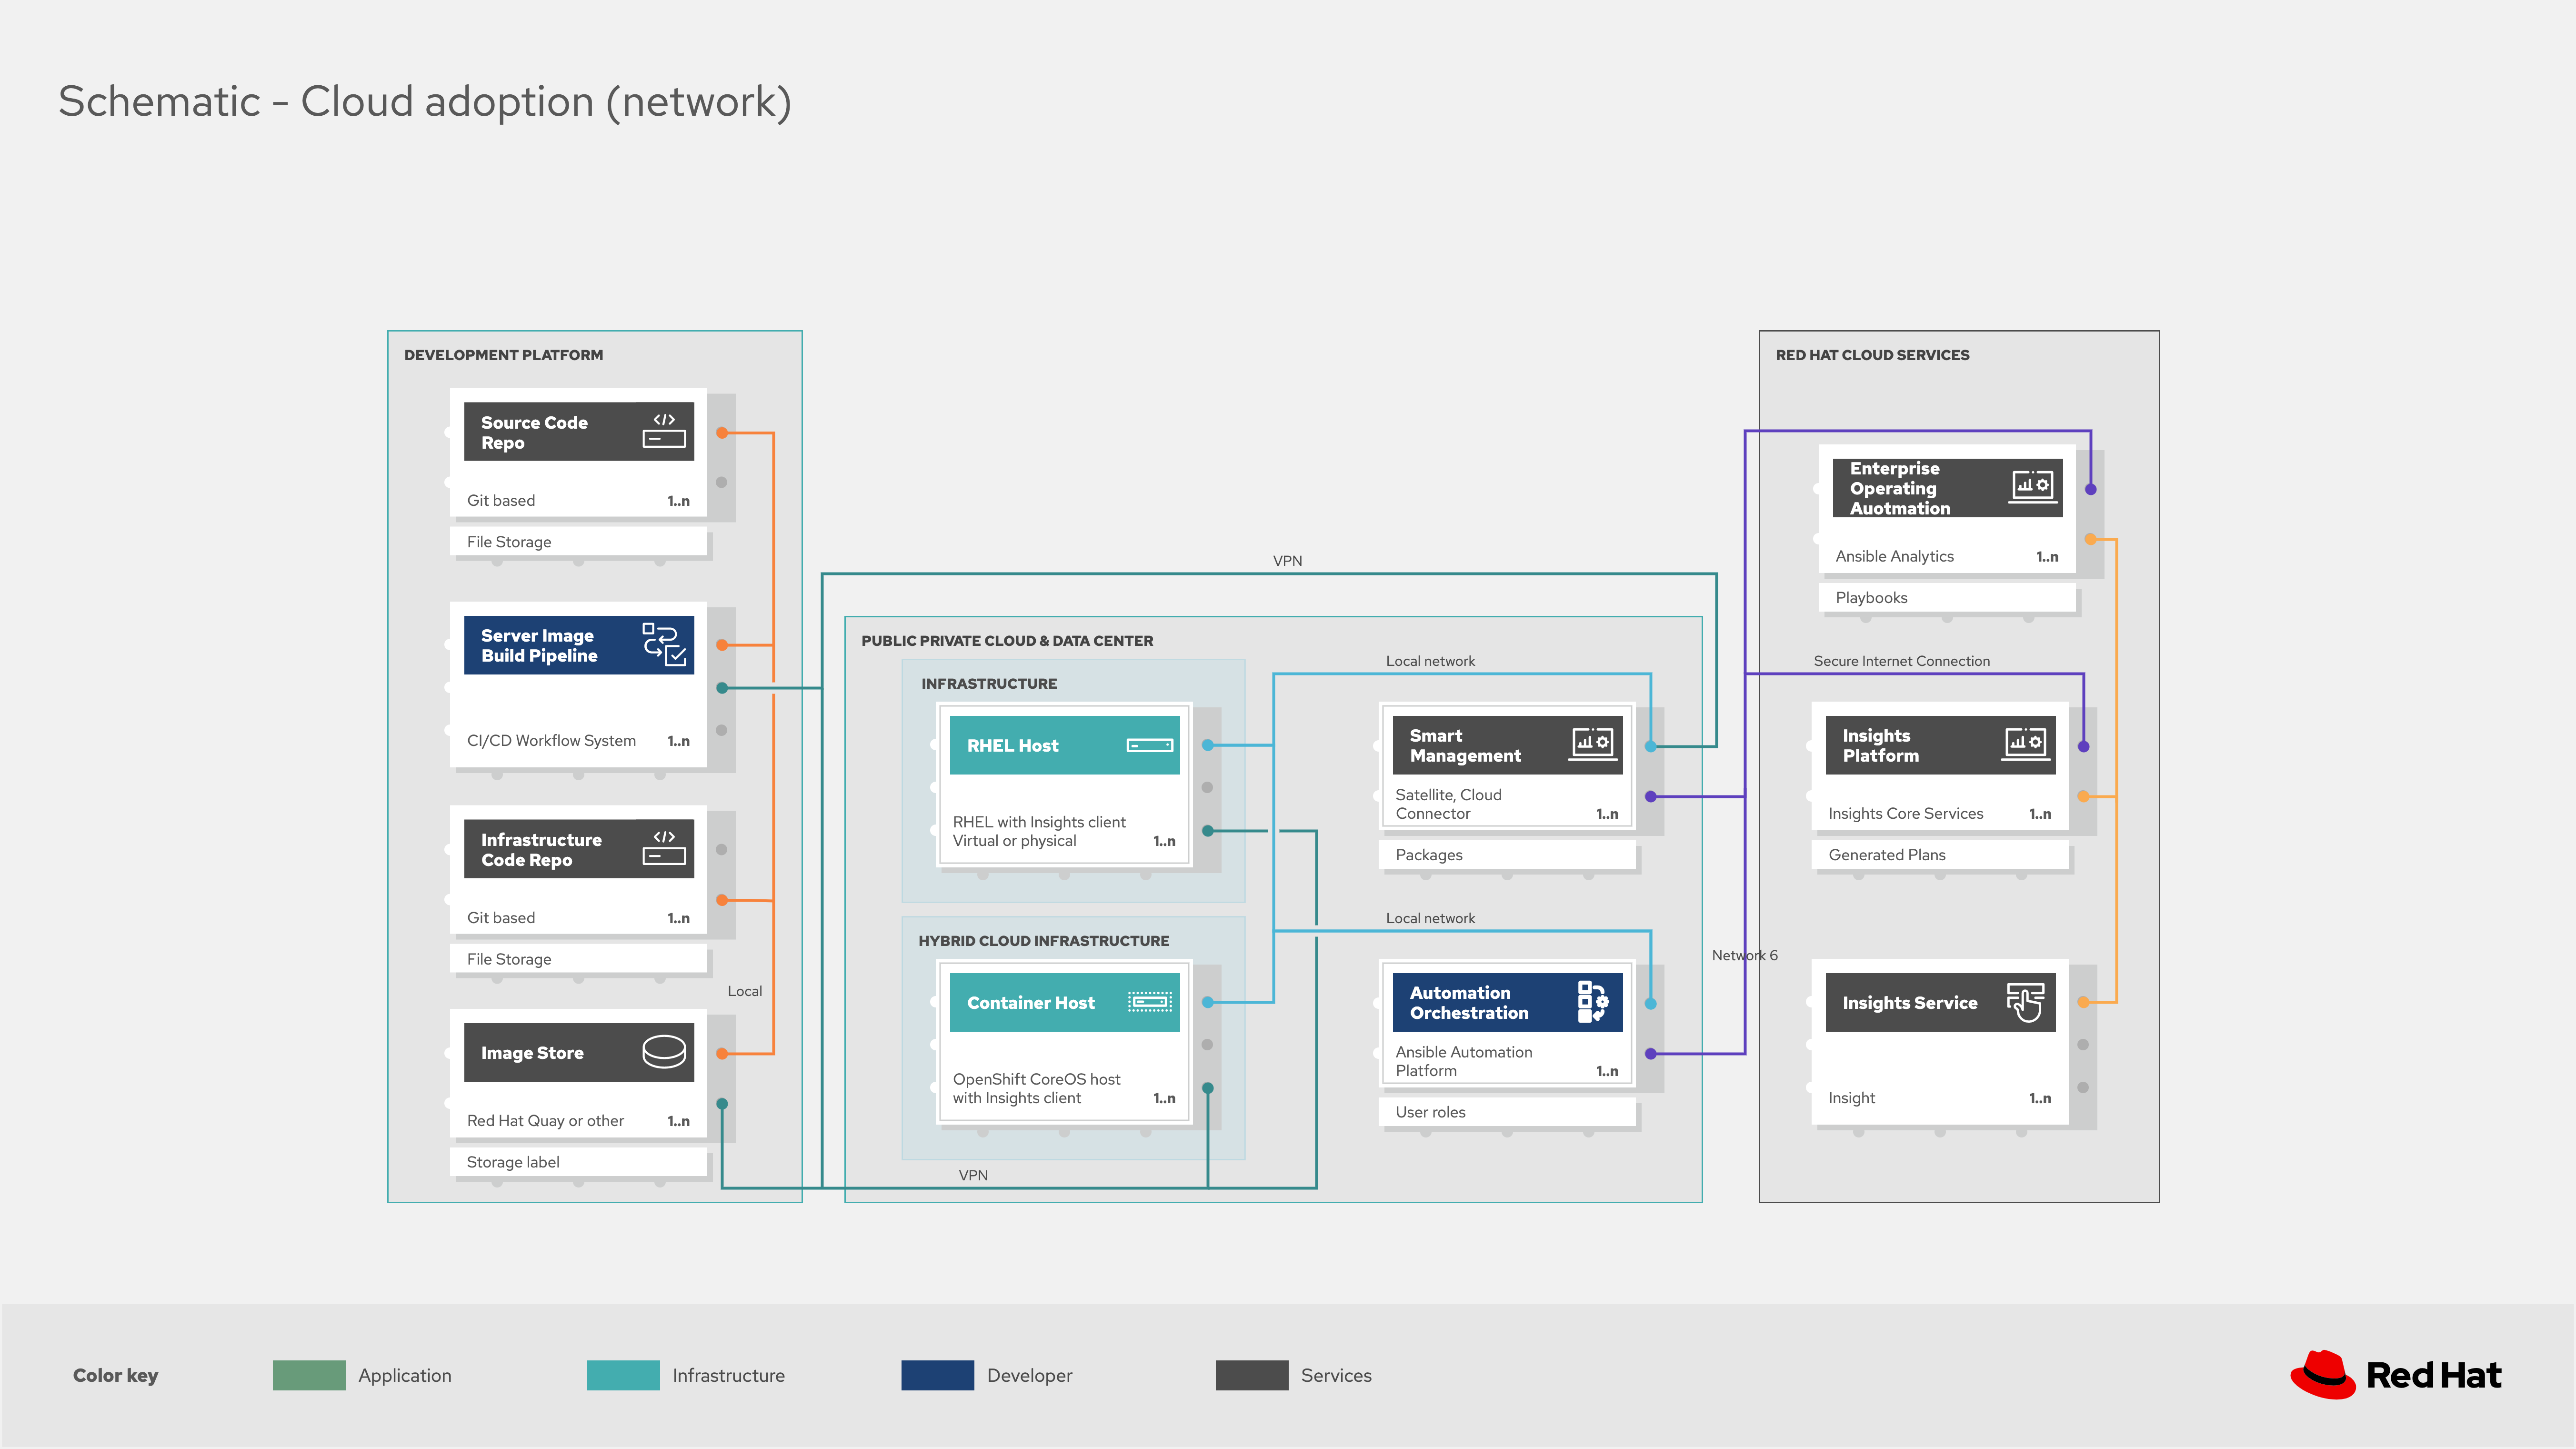 Schematic - Cloud adoption (network)
DEVELOPMENT PLATFORM
Source Code
Repo
Git based
1..n
File Storage
Server Image
Build Pipeline
CI/CD Workflow System
1..n
Infrastructure
Code Repo
Git based
1..n
File Storage
Local
Image Store
Red Hat Quay or other
1..n
Storage label
VPN
PUBLIC PRIVATE CLOUD & DATA CENTER
INFRASTRUCTURE
RHEL Host
RHEL with Insights client
Virtual or physical
1..n
HYBRID CLOUD INFRASTRUCTURE
Container Host
OpenShift CoreOS host
with Insights client
1..n
VPN
Local network
Smart
Management
Satellite, Cloud
Connector
1..n
Packages
Local network
Automation
Orchestration
Ansible Automation
Platform
1..n
User roles
Network 6
RED HAT CLOUD SERVICES
Enterprise
Operating
Auotmation
Ansible Analytics
1..n
Playbooks
Secure Internet Connection
Insights
Platform
Insights Core Services
1..n
Generated Plans
Insights Service
Insight
1..n
Color key
Application
Infrastructure
Developer
Services
Red Hat